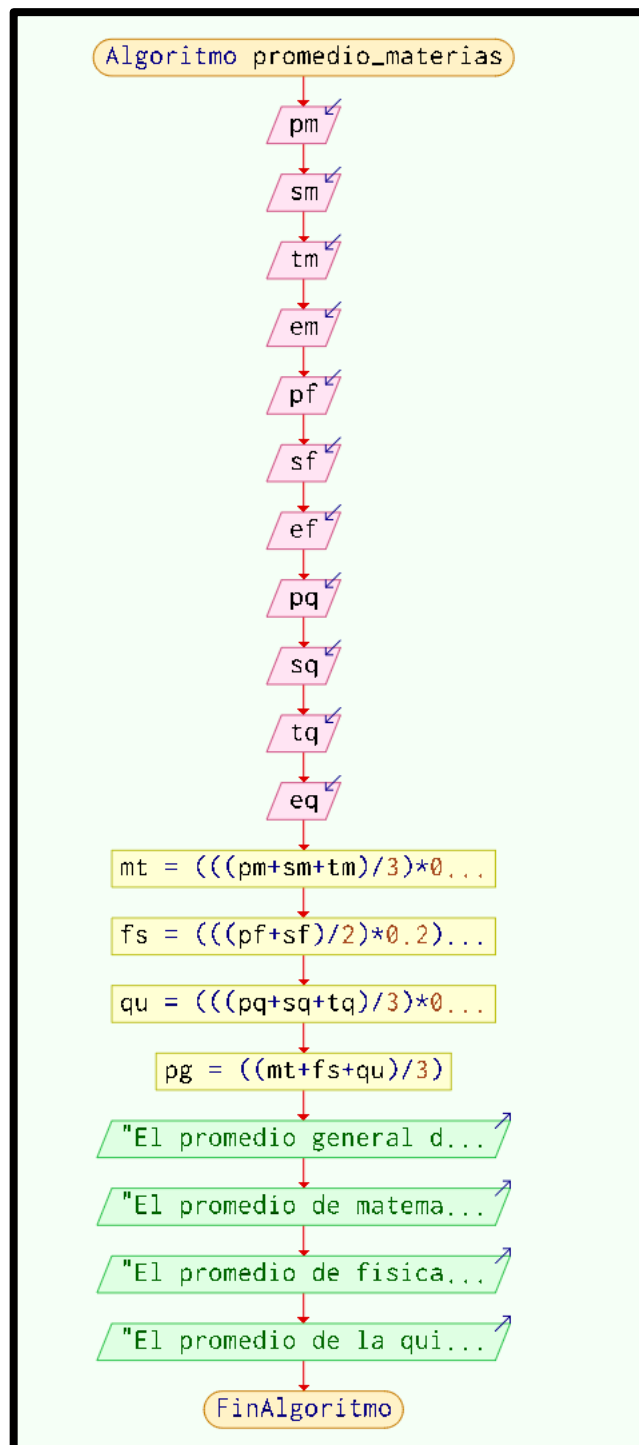 Algoritmo promedio_materias
pm
sm
tm
em
pf
sf
ef
pq
sq
tq
eq
mt = (((pm+sm+tm)/3)*0...
fs = (((pf+sf)/2)*0.2)...
qu = (((pq+sq+tq)/3)*0...
pg = ((mt+fs+qu)/3)
"El promedio general d...
"El promedio de matema...
"El promedio de fisica...
"El promedio de la qui...
FinAlgoritmo